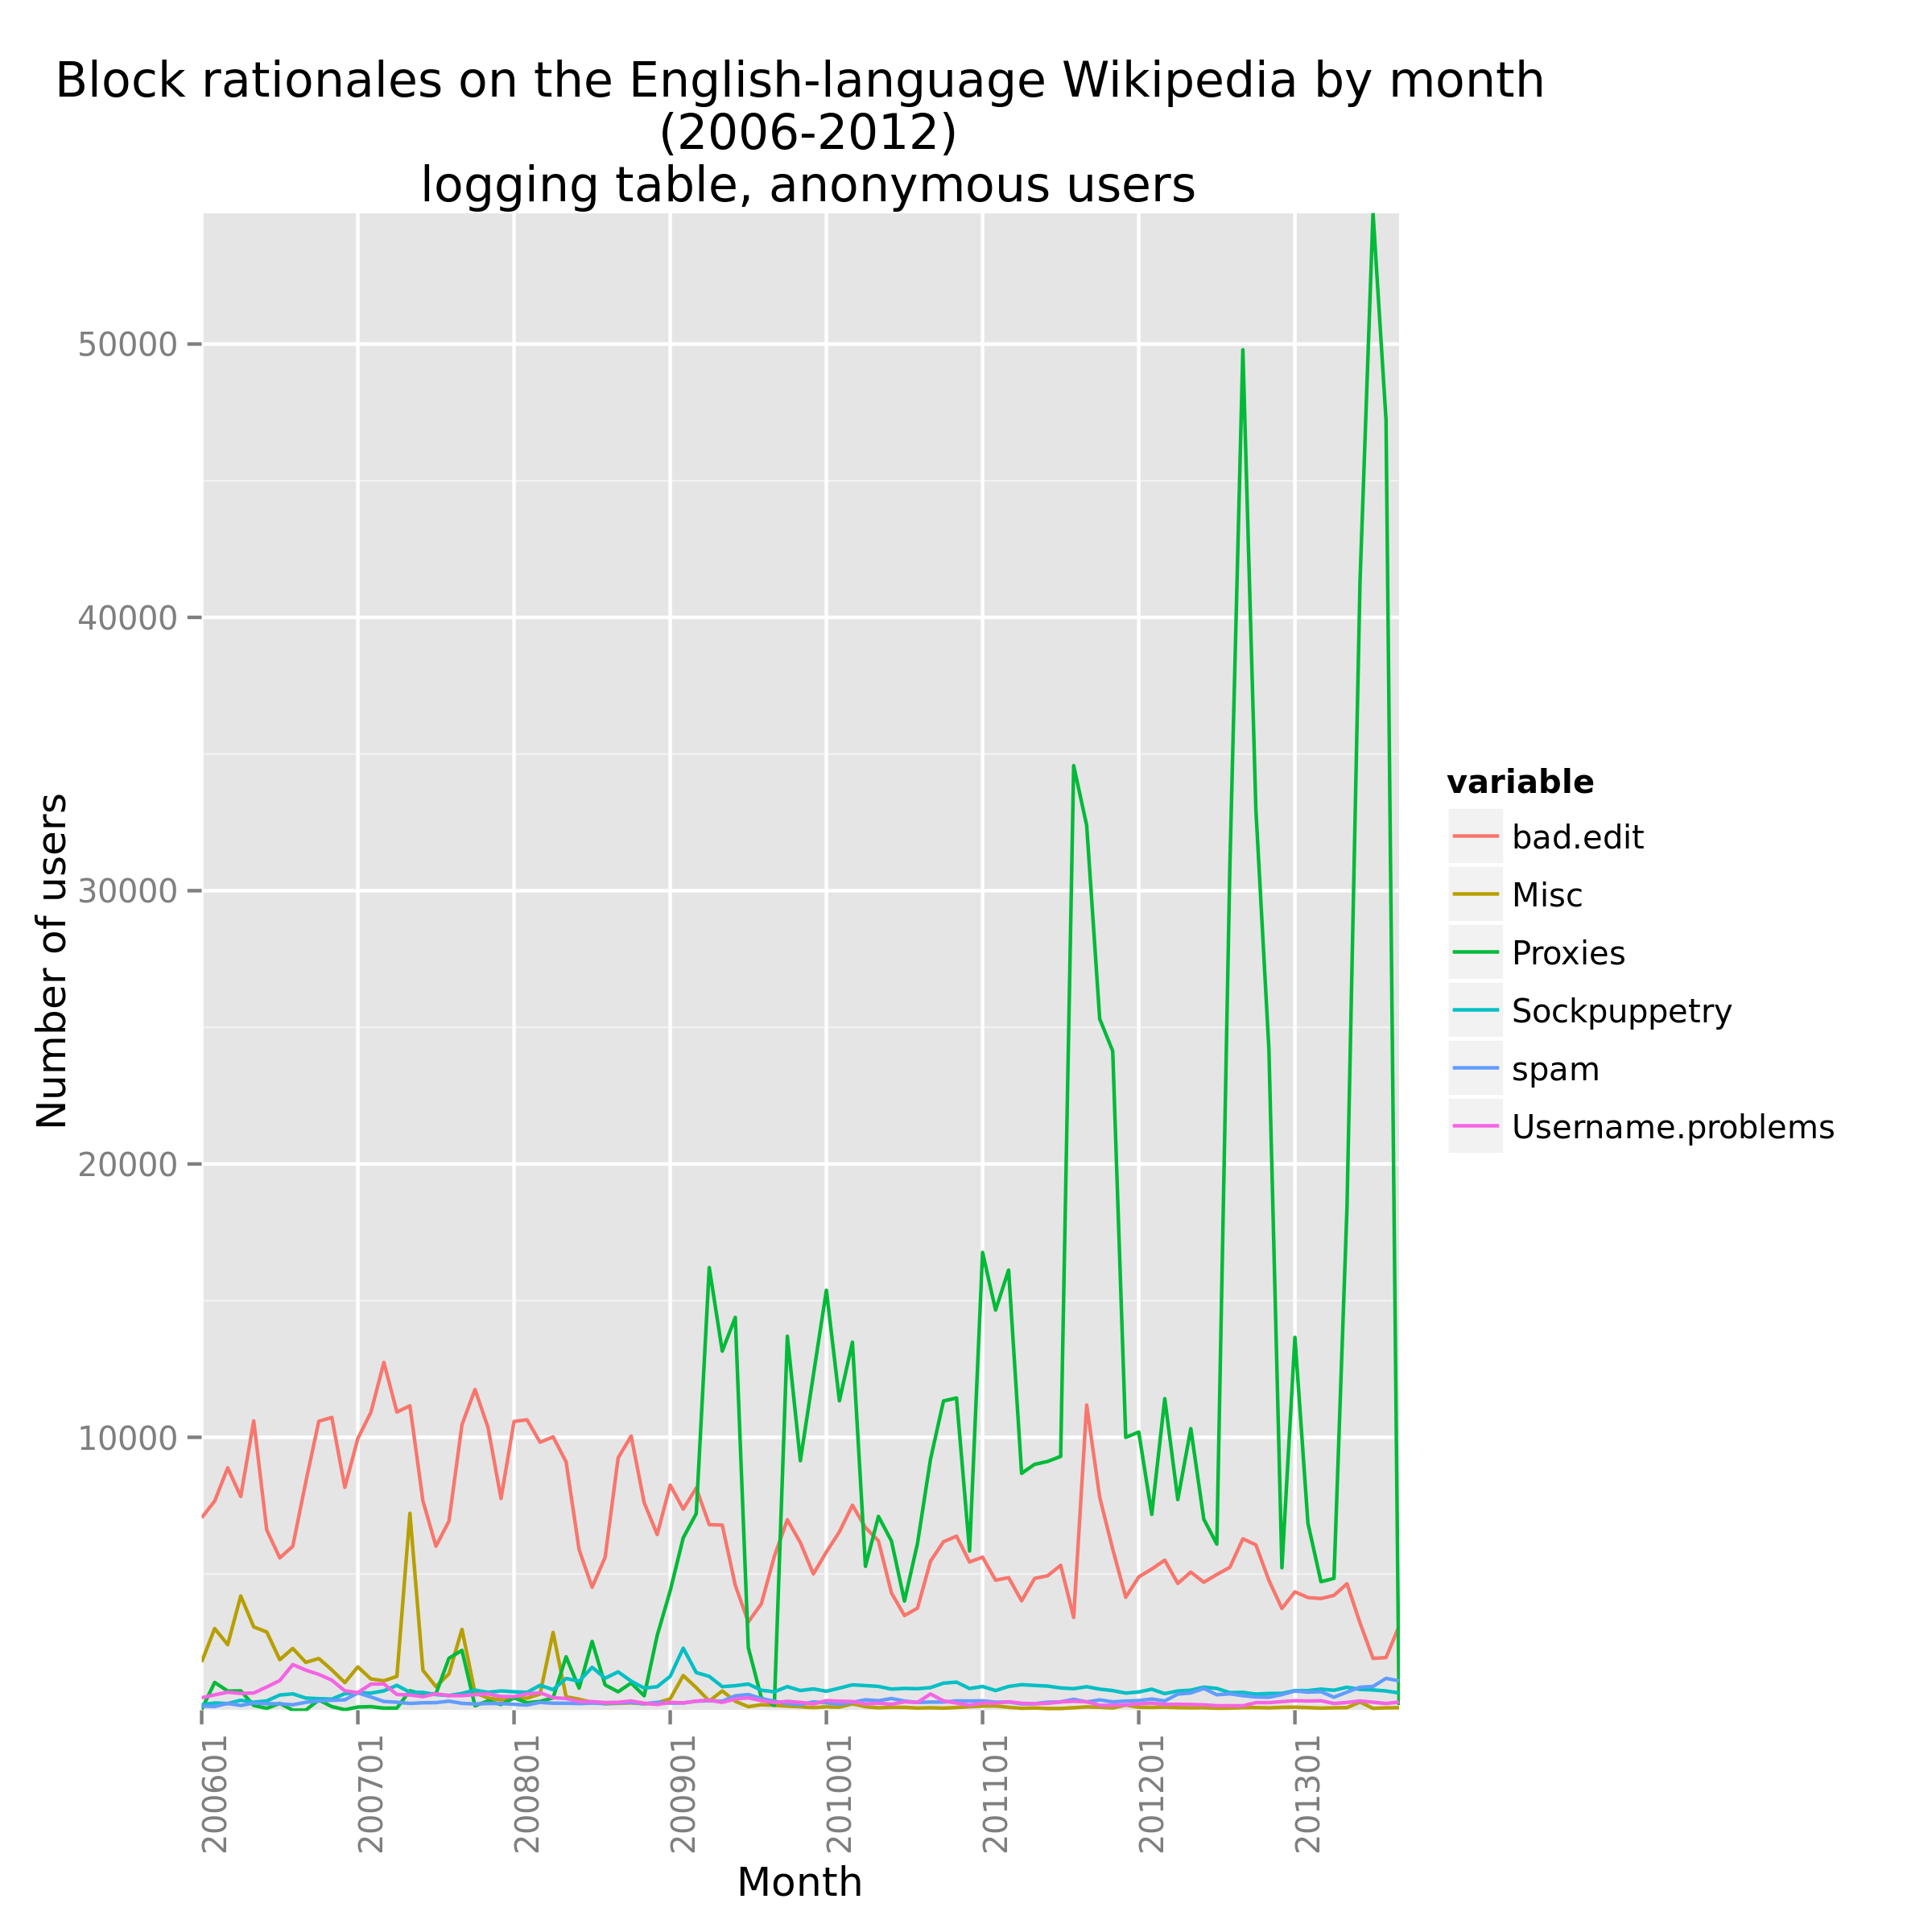 Block rationales on the English-language Wikipedia by month
(2006-2012)
logging table, anonymous users
Number of users
50000
40000
30000
20000
10000
200601
200701
200801
200901
201001
201101
201201
201301
Month
variable
bad.edit
Misc
Proxies
Sockpuppetry
spam
Username.problems